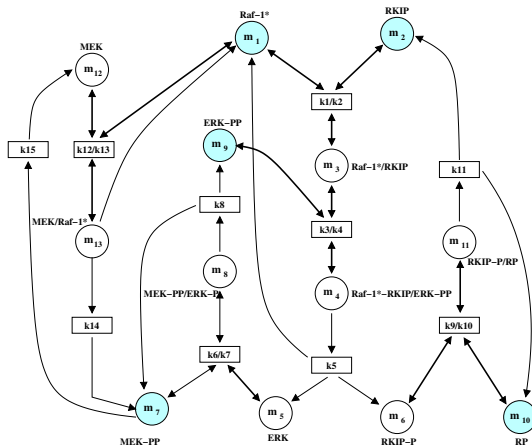 Raf-1*
RKIP
m1
m2
MEK
m12
k1/k2
ERK-PP
k15
k12/k13
m9
m3
Raf-1*/RKIP
k11
MEK/Raf-1*
k8
k3/k4
m13
m11
RKIP-P/RP
m8
MEK-PP/ERK-P
m4
Raf-1*-RKIP/ERK-PP
k14
k9/k10
k6/k7
k5
m7
m5
m6
m10
MEK-PP
ERK
RKIP-P
RP